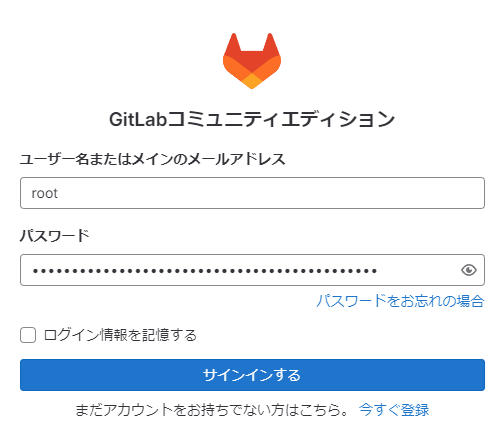 GitLabコミュニティエディション
ユーザー名またはメインのメールアドレス
root
パスワード
••••••••••••••••••••••••••••••••••••••••••••
パスワードをお忘れの場合
ログイン情報を記憶する
サインインする
まだアカウントをお持ちでない方はこちら。 今すぐ登録